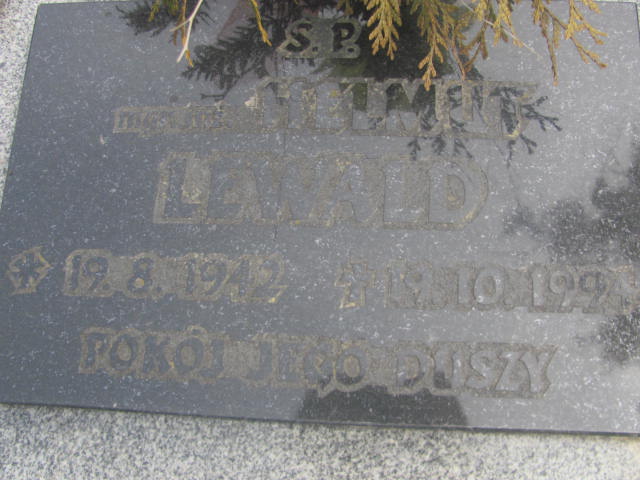 Ś.P.
HELMUT
LEWALD
* 19.8.1942
POKÓJ JEGO DUSZY